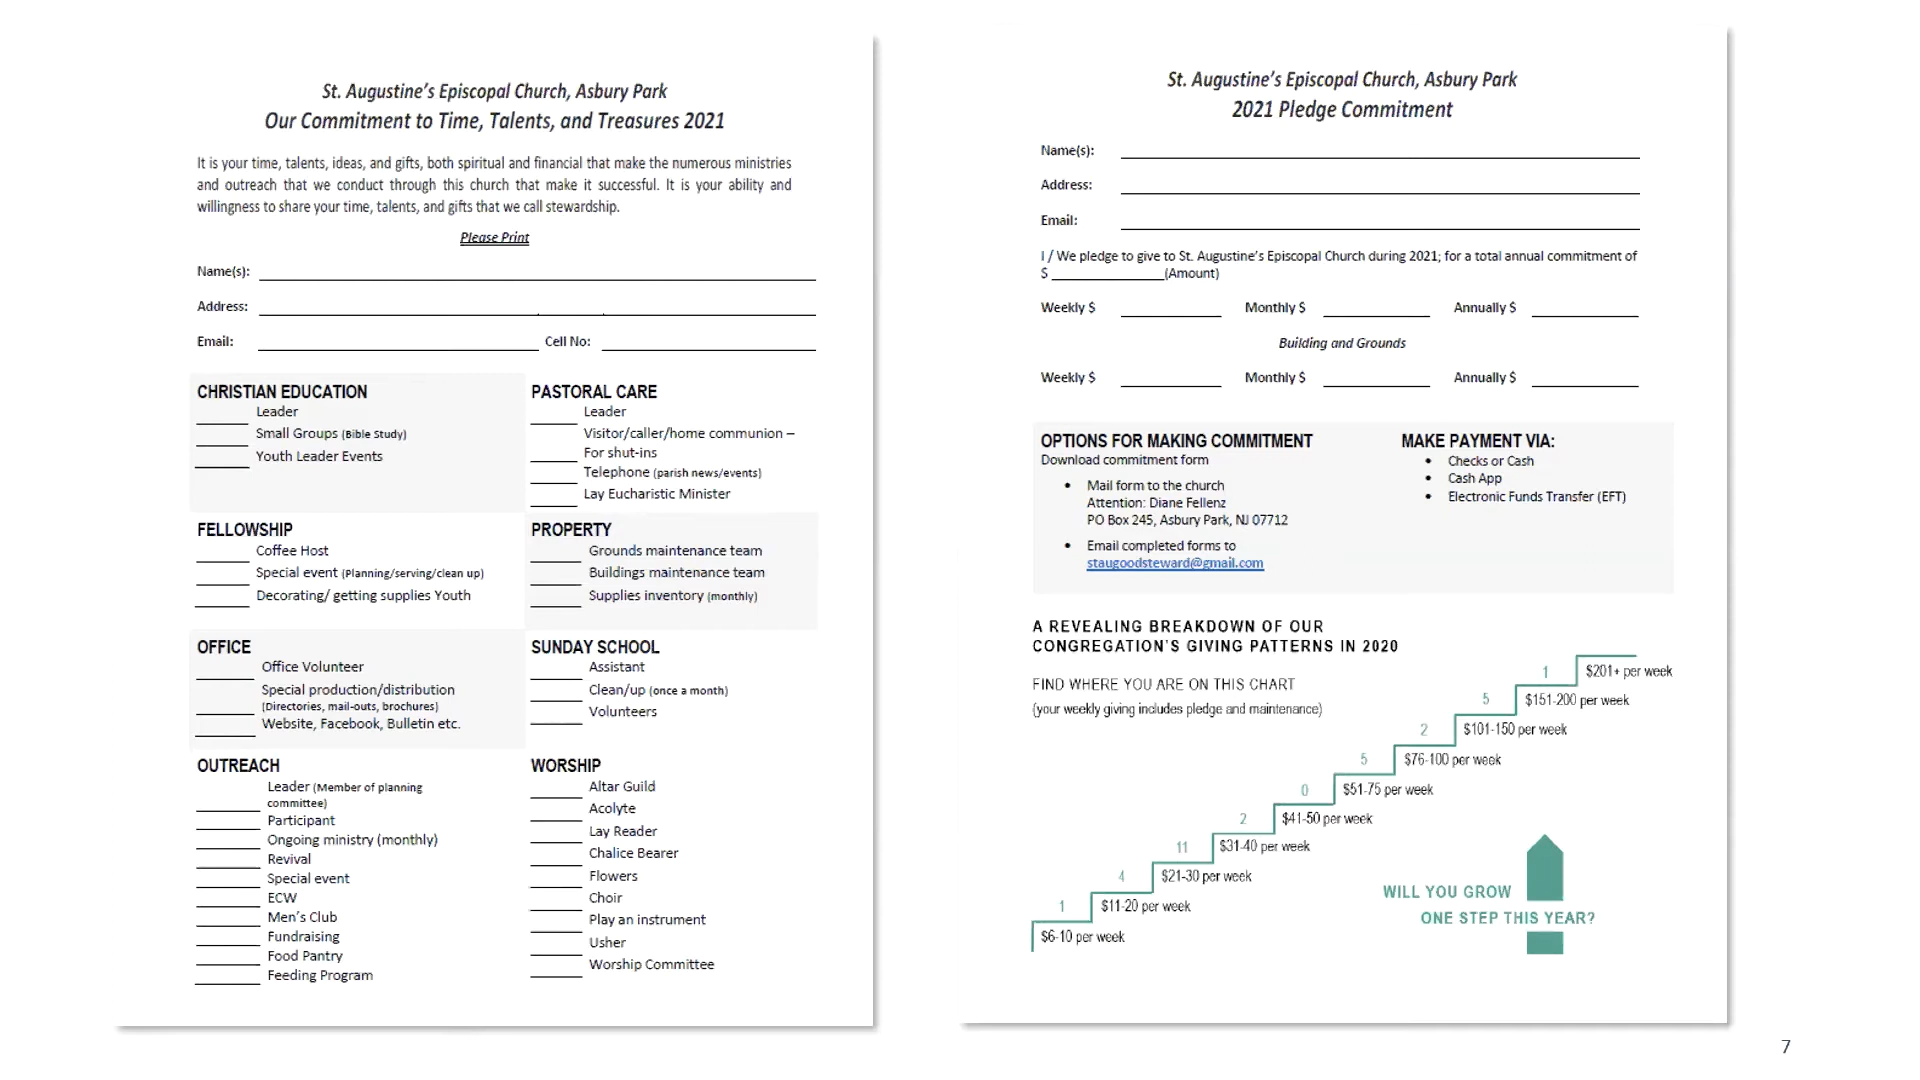 St. Augustine's Episcopal Church, Asbury Park
Our Commitment to Time, Talents, and Treasures 2021
It is your time, talents, ideas, and gifts, both spiritual and financial that make the numerous ministries
and outreach that we conduct through this church that make it successful. It is your ability and
willingness to share your time, talents, and gifts that we call stewardship.
Please Print
Name(s):
Address:
Email: Cell No:
CHRISTIAN EDUCATION
Leader
Small Groups (Bible Study)
Youth Leader Events
PASTORAL CARE
Leader
Visitor/caller/home communion –
For shut-ins
Telephone (parish news/events)
Lay Eucharistic Minister
FELLOWSHIP
Coffee Host
Special event (Planning/serving/clean up)
Decorating/ getting supplies Youth
PROPERTY
Grounds maintenance team
Buildings maintenance team
Supplies inventory (monthly)
OFFICE
Office Volunteer
Special production/distribution
(Directories, mail-outs, brochures)
Website, Facebook, Bulletin etc.
SUNDAY SCHOOL
Assistant
Clean/up (once a month)
Volunteers
OUTREACH
Leader (Member of planning
committee)
Participant
Ongoing ministry (monthly)
Revival
Special event
ECW
Men's Club
Fundraising
Food Pantry
Feeding Program
WORSHIP
Altar Guild
Acolyte
Lay Reader
Chalice Bearer
Flowers
Choir
Play an instrument
Usher
Worship Committee
St. Augustine's Episcopal Church, Asbury Park
2021 Pledge Commitment
Name(s):
Address:
Email:
I / We pledge to give to St. Augustine's Episcopal Church during 2021; for a total annual commitment of
$ (Amount)
Weekly $ Monthly $ Annually $
Building and Grounds
Weekly $ Monthly $ Annually $
OPTIONS FOR MAKING COMMITMENT
Download commitment form
• Mail form to the church
Attention: Diane Fellenz
PO Box 245, Asbury Park, NJ 07712
• Email completed forms to
staugoodsteward@gmail.com
MAKE PAYMENT VIA:
• Checks or Cash
• Cash App
• Electronic Funds Transfer (EFT)
A REVEALING BREAKDOWN OF OUR
CONGREGATION'S GIVING PATTERNS IN 2020
FIND WHERE YOU ARE ON THIS CHART
(your weekly giving includes pledge and maintenance)
1
$201+ per week
5
$151-200 per week
2
$101-150 per week
5
$76-100 per week
0
$51-75 per week
2
$41-50 per week
11
$31-40 per week
4
$21-30 per week
1
$11-20 per week
$6-10 per week
WILL YOU GROW
ONE STEP THIS YEAR?
7